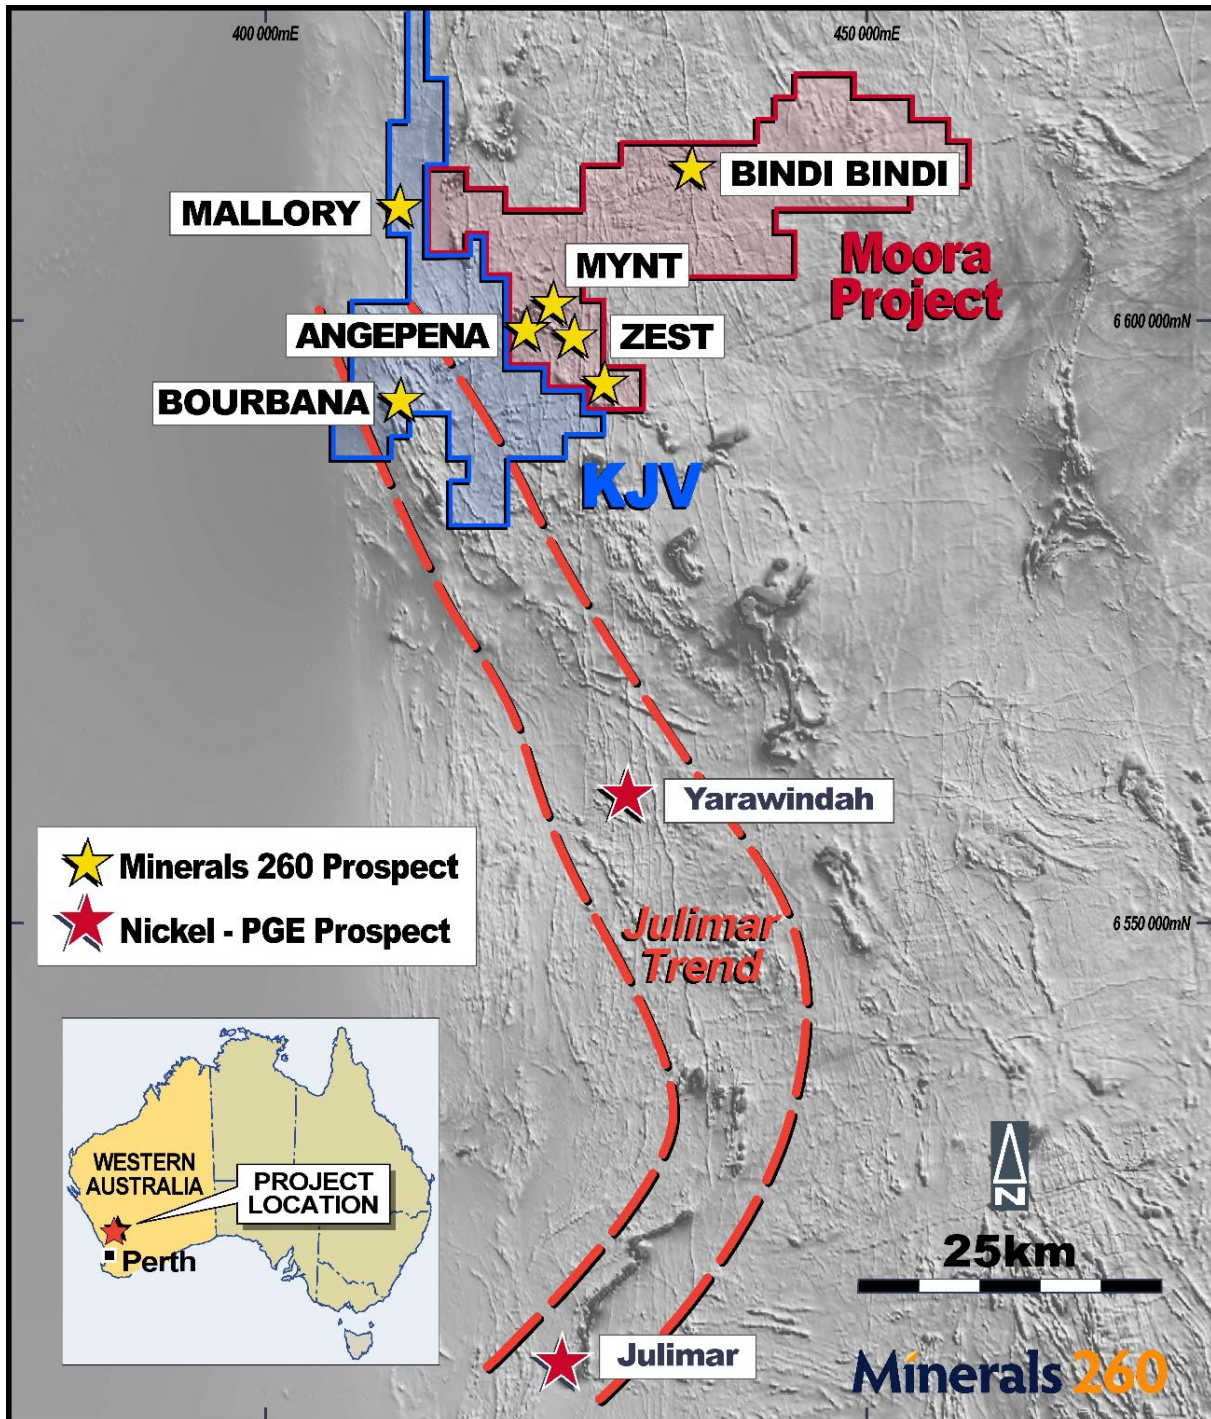 400 000mE
450 000mE
BINDI BINDI
MALLORY
MYNT
Moora
Project
ANGEPENA
ZEST
6 600 000mN
BOURBANA
KJV
Yarawindah
Minerals 260 Prospect
Nickel - PGE Prospect
Julimar
Trend
6 550 000mN
WESTERN
AUSTRALIA
PROJECT
LOCATION
Perth
N
25km
Julimar
Minerals 260